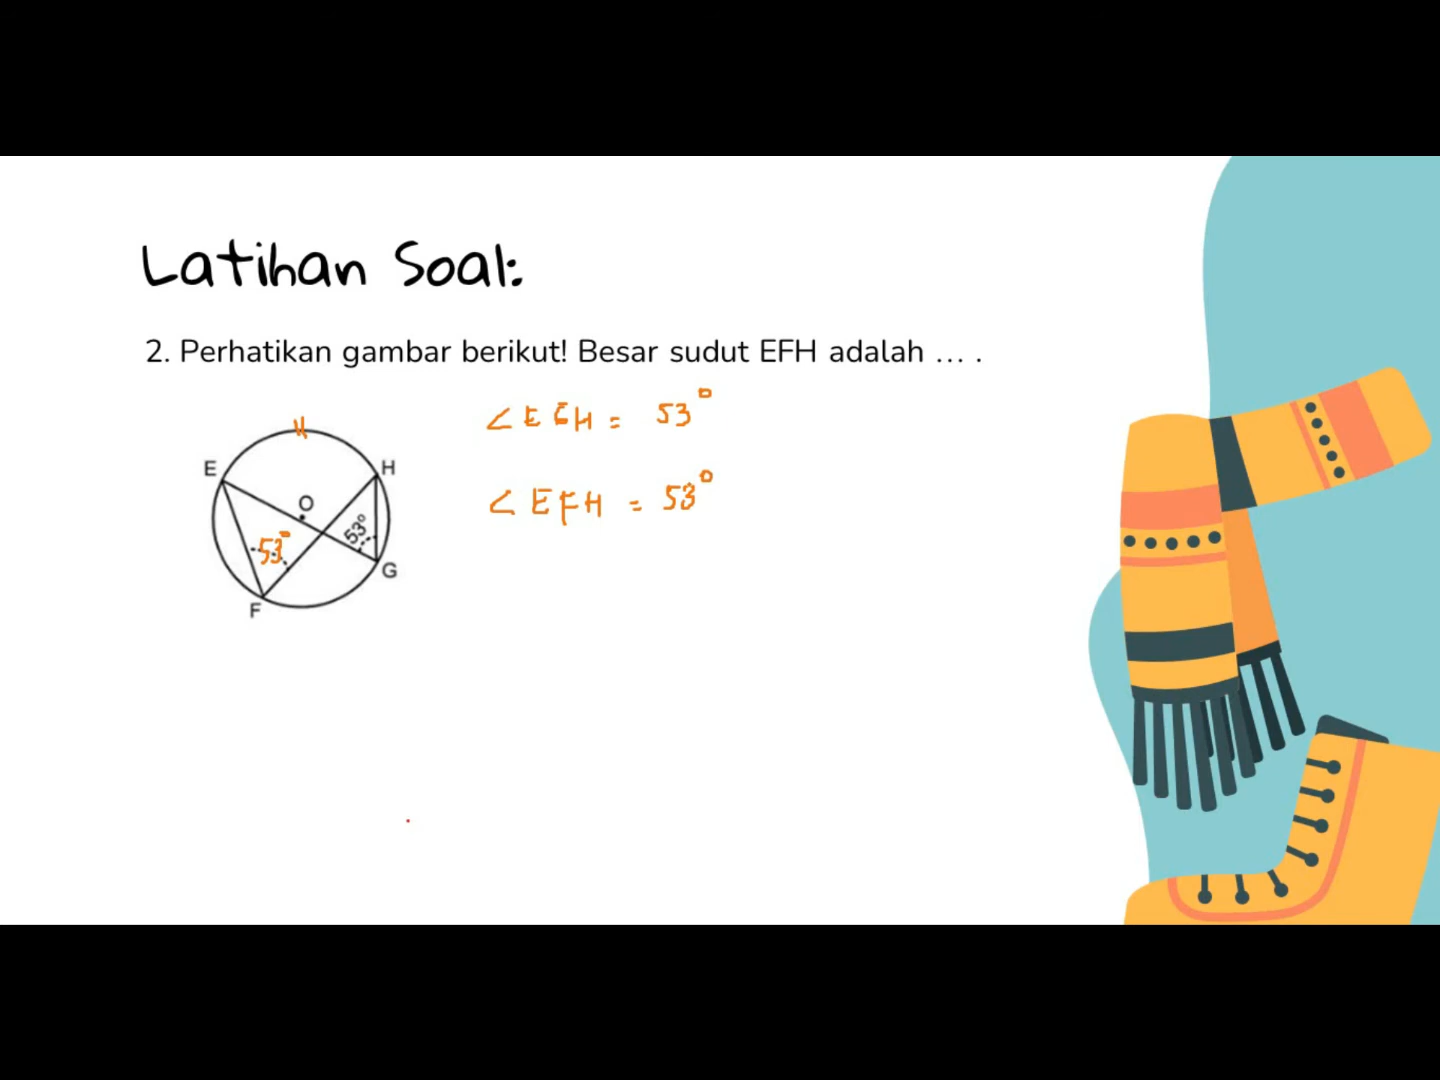 Latihan Soal:
2. Perhatikan gambar berikut! Besar sudut EFH adalah ... .
∠EGH = 53°
∠EFH = 53°
E
H
O
53°
53°
G
F